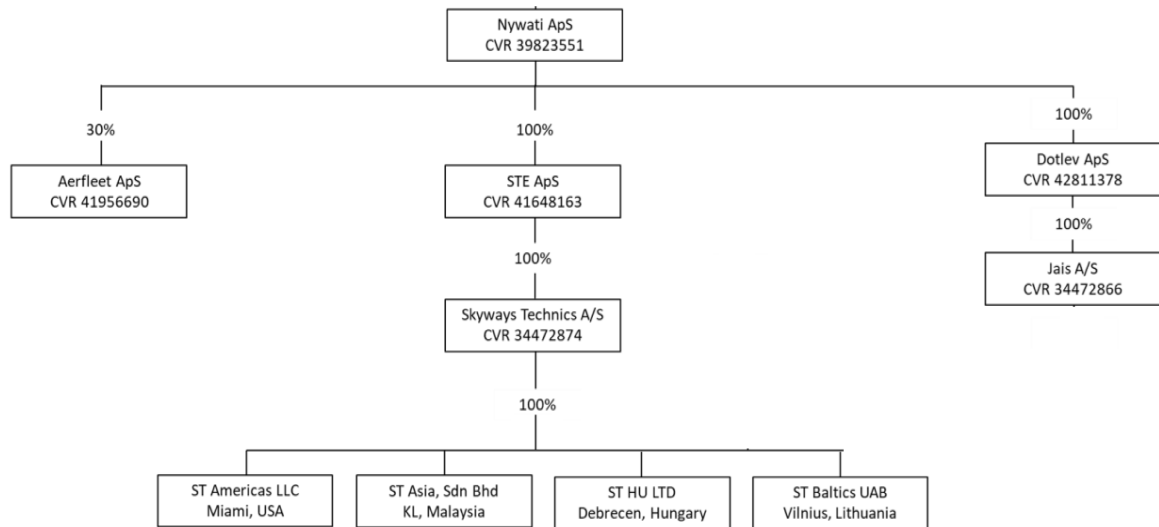 Nywati ApS
CVR 39823551
30%
100%
100%
Aerfleet ApS
CVR 41956690
STE ApS
CVR 41648163
Dotlev ApS
CVR 42811378
100%
100%
Jais A/S
CVR 34472866
Skyways Technics A/S
CVR 34472874
100%
ST Americas LLC
Miami, USA
ST Asia, Sdn Bhd
KL, Malaysia
ST HU LTD
Debrecen, Hungary
ST Baltics UAB
Vilnius, Lithuania